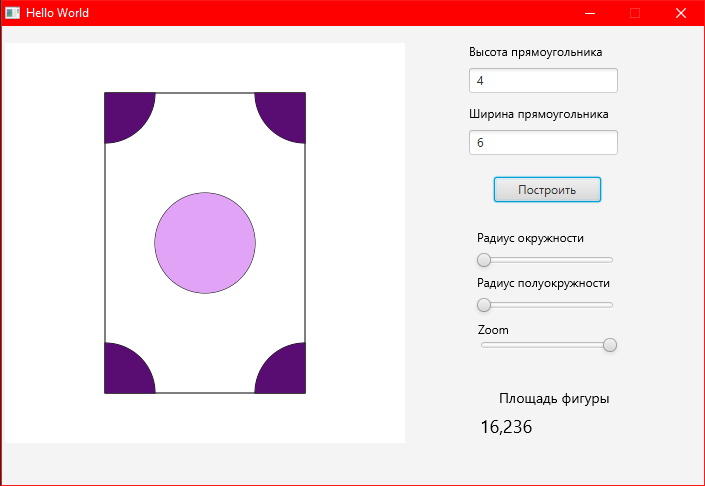 Hello World
Высота прямоугольника
4
Ширина прямоугольника
6
Построить
Радиус окружности
Радиус полуокружности
Zoom
Площадь фигуры
16,236